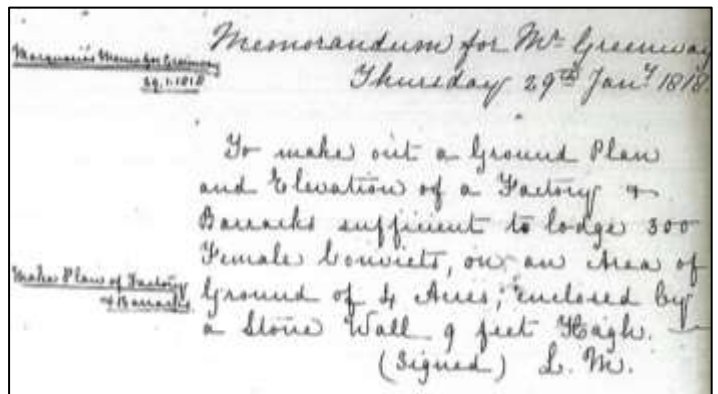 Memorandum for Mr Greenway
Thursday 29th Jany 1818.
Macquarie's Memo for Greenway
29.1.1818
To make out a Ground Plan
and Elevation of a Factory &
Barracks sufficient to lodge 300
Female Convicts, on an Area of
Ground of 4 Acres; enclosed by
a Stone Wall 9 feet High.
(Signed) L. M.
Makes Plan of Factory
& Barracks